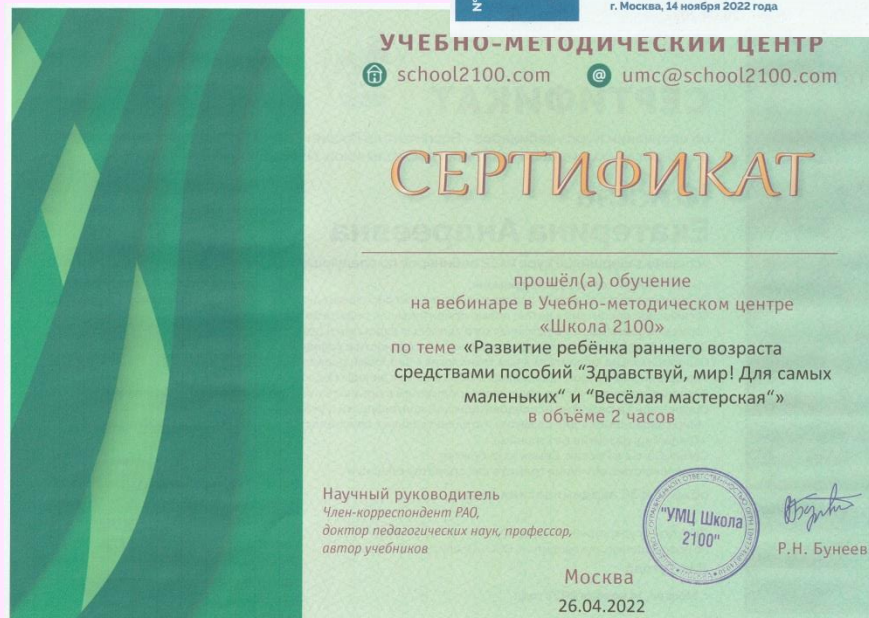 г. Москва, 14 ноября 2022 года
УЧЕБНО-МЕТОДИЧЕСКИЙ ЦЕНТР
school2100.com @ umc@school2100.com
СЕРТИФИКАТ
Екатерина Андреевна
прошёл(а) обучение
на вебинаре в Учебно-методическом центре
«Школа 2100»
по теме «Развитие ребёнка раннего возраста
средствами пособий “Здравствуй, мир! Для самых
маленьких“ и “Весёлая мастерская“»
в объёме 2 часов
Научный руководитель
Член-корреспондент РАО,
доктор педагогических наук, профессор,
автор учебников
"УМЦ Школа
2100"
Р.Н. Бунеев
Москва
26.04.2022